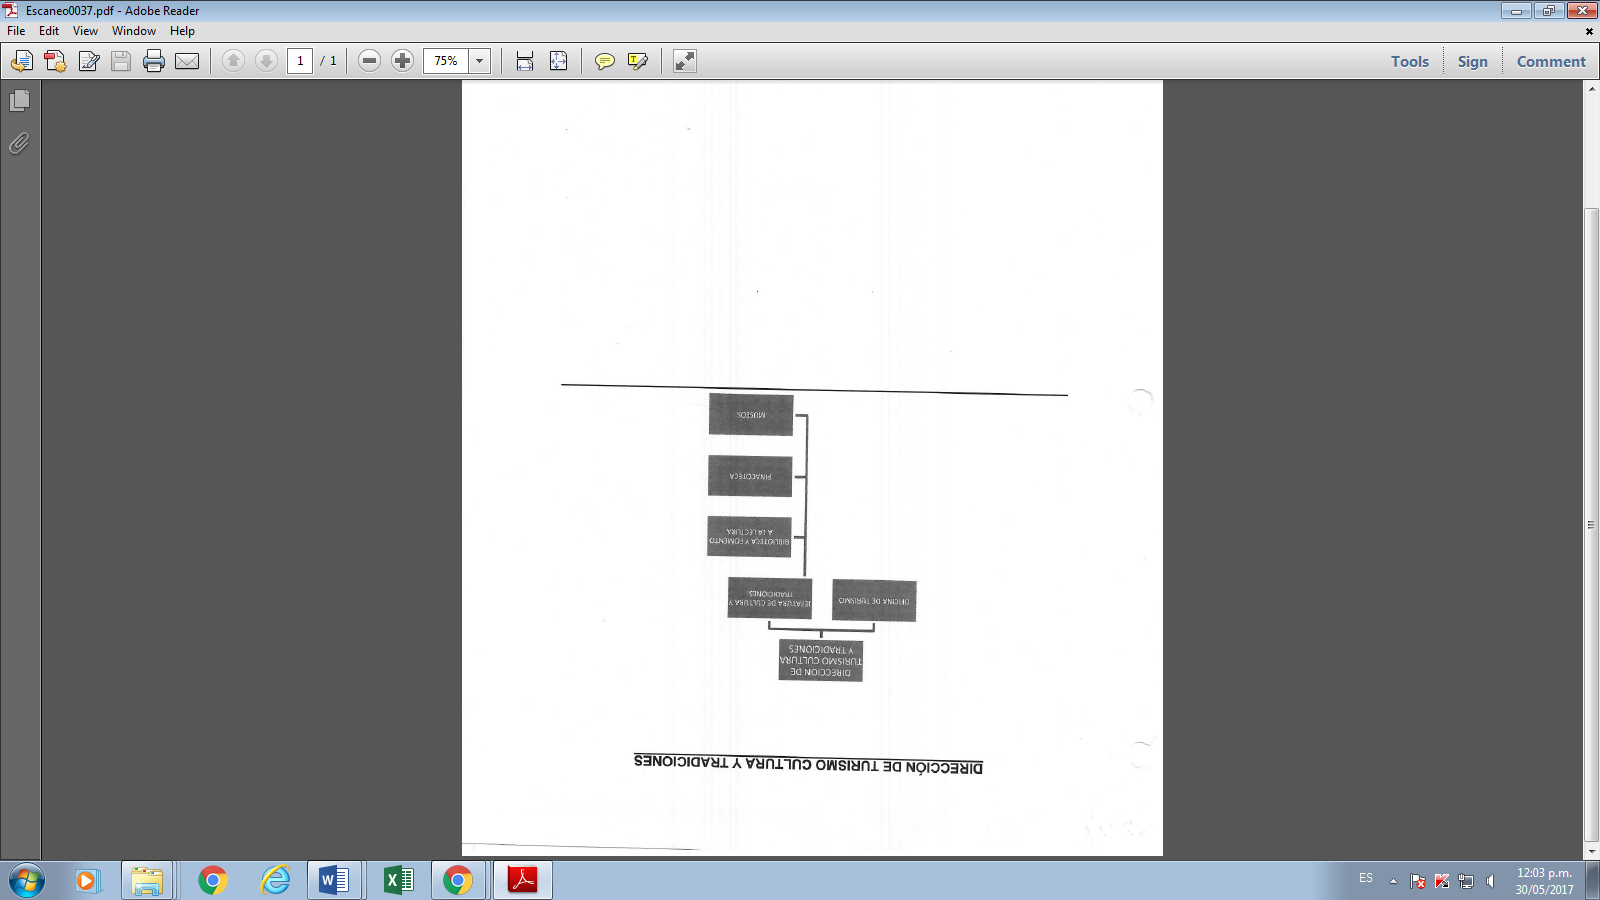 Escaneo0037.pdf - Adobe Reader
File Edit View Window Help
1 / 1 75% Tools Sign Comment
DIRECCIÓN DE TURISMO CULTURA Y TRADICIONES
DIRECCION DE
TURISMO CULTURA
Y TRADICIONES
OFICINA DE TURISMO
JEFATURA DE CULTURA Y
TRADICIONES.
BIBLIOTECA Y FOMENTO
A LA LECTURA
PINACOTECA
MUSEOS
ES
12:03 p.m.
30/05/2017